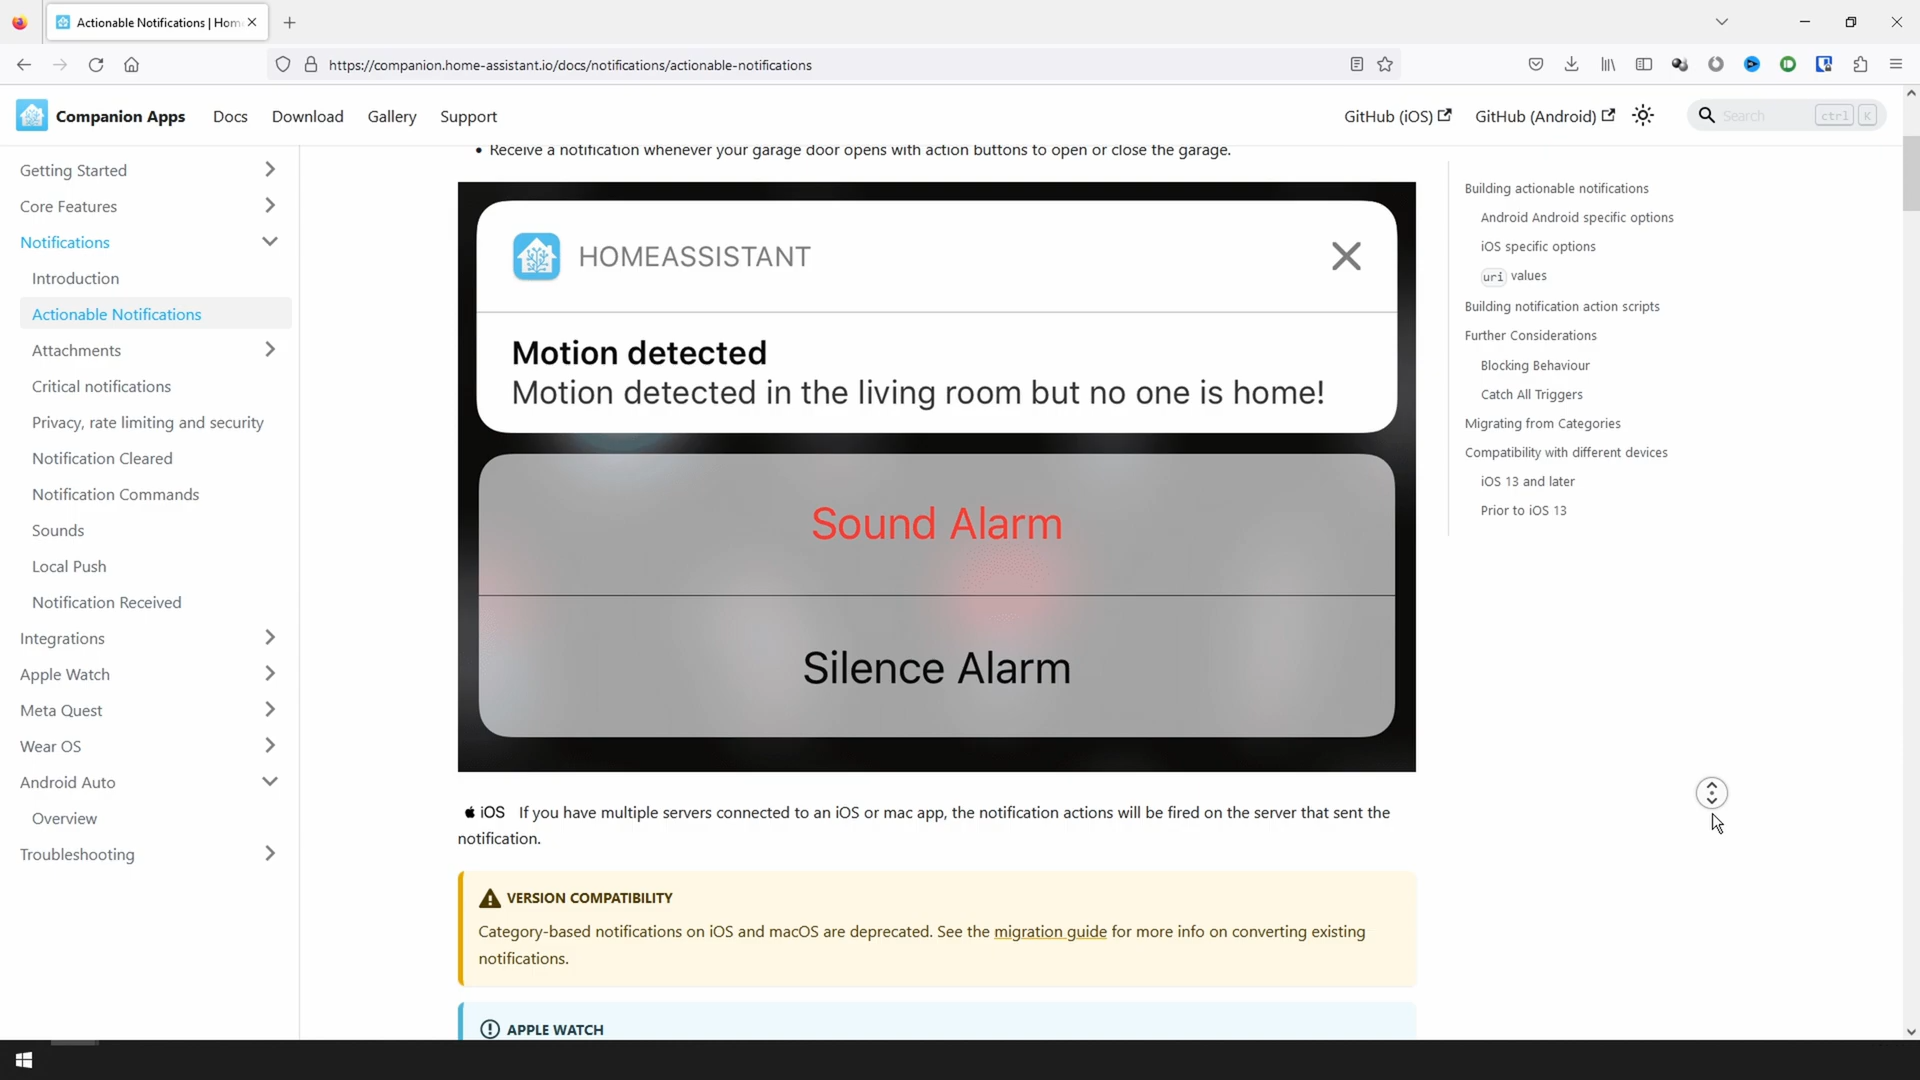 Actionable Notifications | Hom
https://companion.home-assistant.io/docs/notifications/actionable-notifications
Companion Apps
Docs
Download
Gallery
Support
GitHub (iOS)
GitHub (Android)
Search
ctrl
K
Getting Started
Core Features
Notifications
Introduction
Actionable Notifications
Attachments
Critical notifications
Privacy, rate limiting and security
Notification Cleared
Notification Commands
Sounds
Local Push
Notification Received
Integrations
Apple Watch
Meta Quest
Wear OS
Android Auto
Overview
Troubleshooting
• Receive a notification whenever your garage door opens with action buttons to open or close the garage.
HOMEASSISTANT
Motion detected
Motion detected in the living room but no one is home!
Sound Alarm
Silence Alarm
iOS If you have multiple servers connected to an iOS or mac app, the notification actions will be fired on the server that sent the
notification.
VERSION COMPATIBILITY
Category-based notifications on iOS and macOS are deprecated. See the migration guide for more info on converting existing
notifications.
APPLE WATCH
Building actionable notifications
Android Android specific options
iOS specific options
uri values
Building notification action scripts
Further Considerations
Blocking Behaviour
Catch All Triggers
Migrating from Categories
Compatibility with different devices
iOS 13 and later
Prior to iOS 13